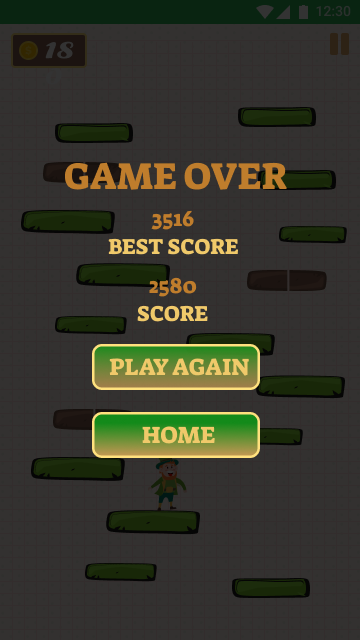 12:30
18
GAME OVER
3516
BEST SCORE
2580
SCORE
PLAY AGAIN
HOME